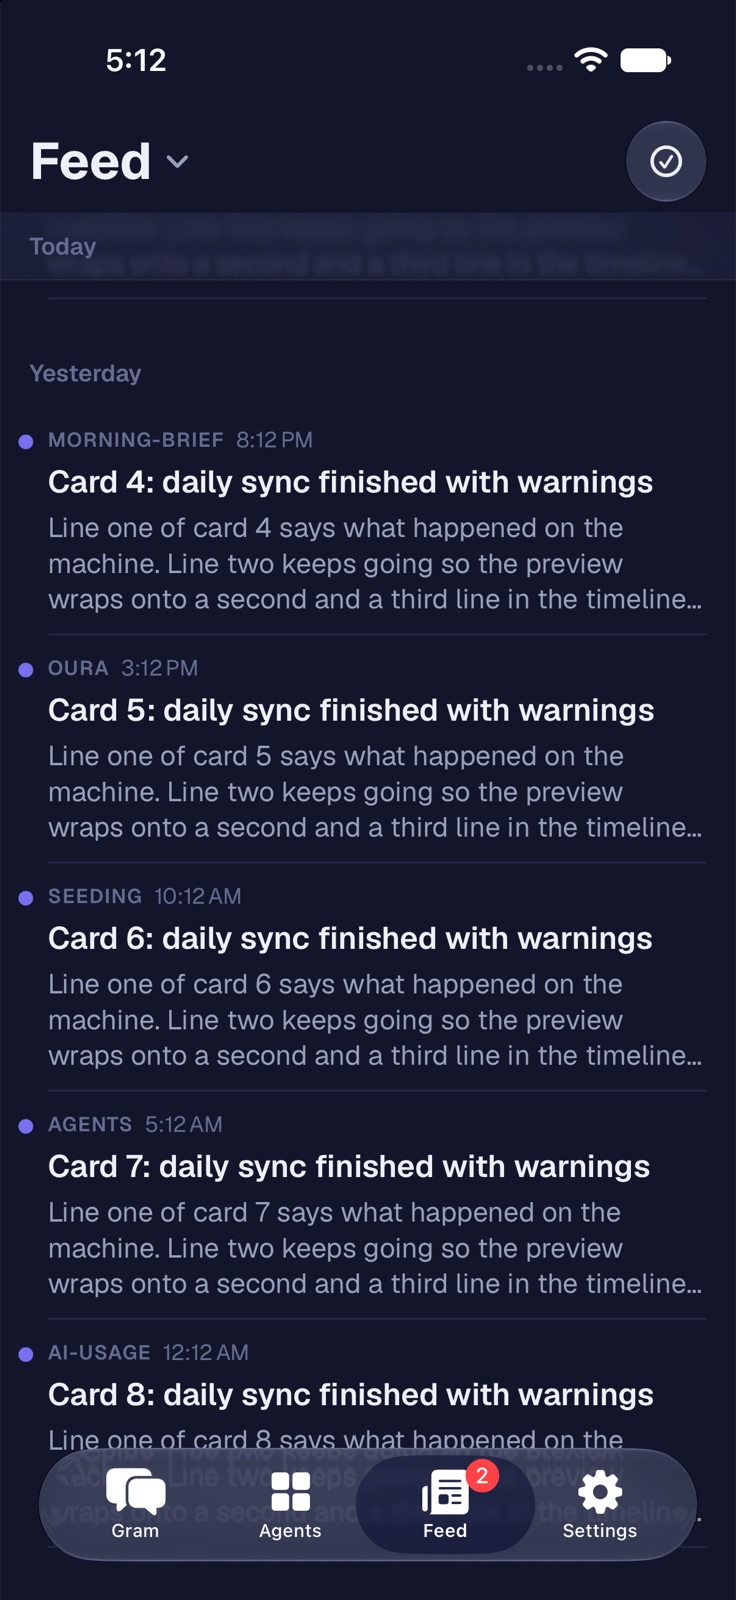 5:12
Feed
Today
wraps onto a second and a third line in the timeline...
Yesterday
MORNING-BRIEF 8:12 PM
Card 4: daily sync finished with warnings
Line one of card 4 says what happened on the
machine. Line two keeps going so the preview
wraps onto a second and a third line in the timeline...
OURA 3:12 PM
Card 5: daily sync finished with warnings
Line one of card 5 says what happened on the
machine. Line two keeps going so the preview
wraps onto a second and a third line in the timeline...
SEEDING 10:12 AM
Card 6: daily sync finished with warnings
Line one of card 6 says what happened on the
machine. Line two keeps going so the preview
wraps onto a second and a third line in the timeline...
AGENTS 5:12 AM
Card 7: daily sync finished with warnings
Line one of card 7 says what happened on the
machine. Line two keeps going so the preview
wraps onto a second and a third line in the timeline...
AI-USAGE 12:12 AM
Card 8: daily sync finished with warnings
Line one of card 8 says what happened on the
2
Gram Agents Feed Settings